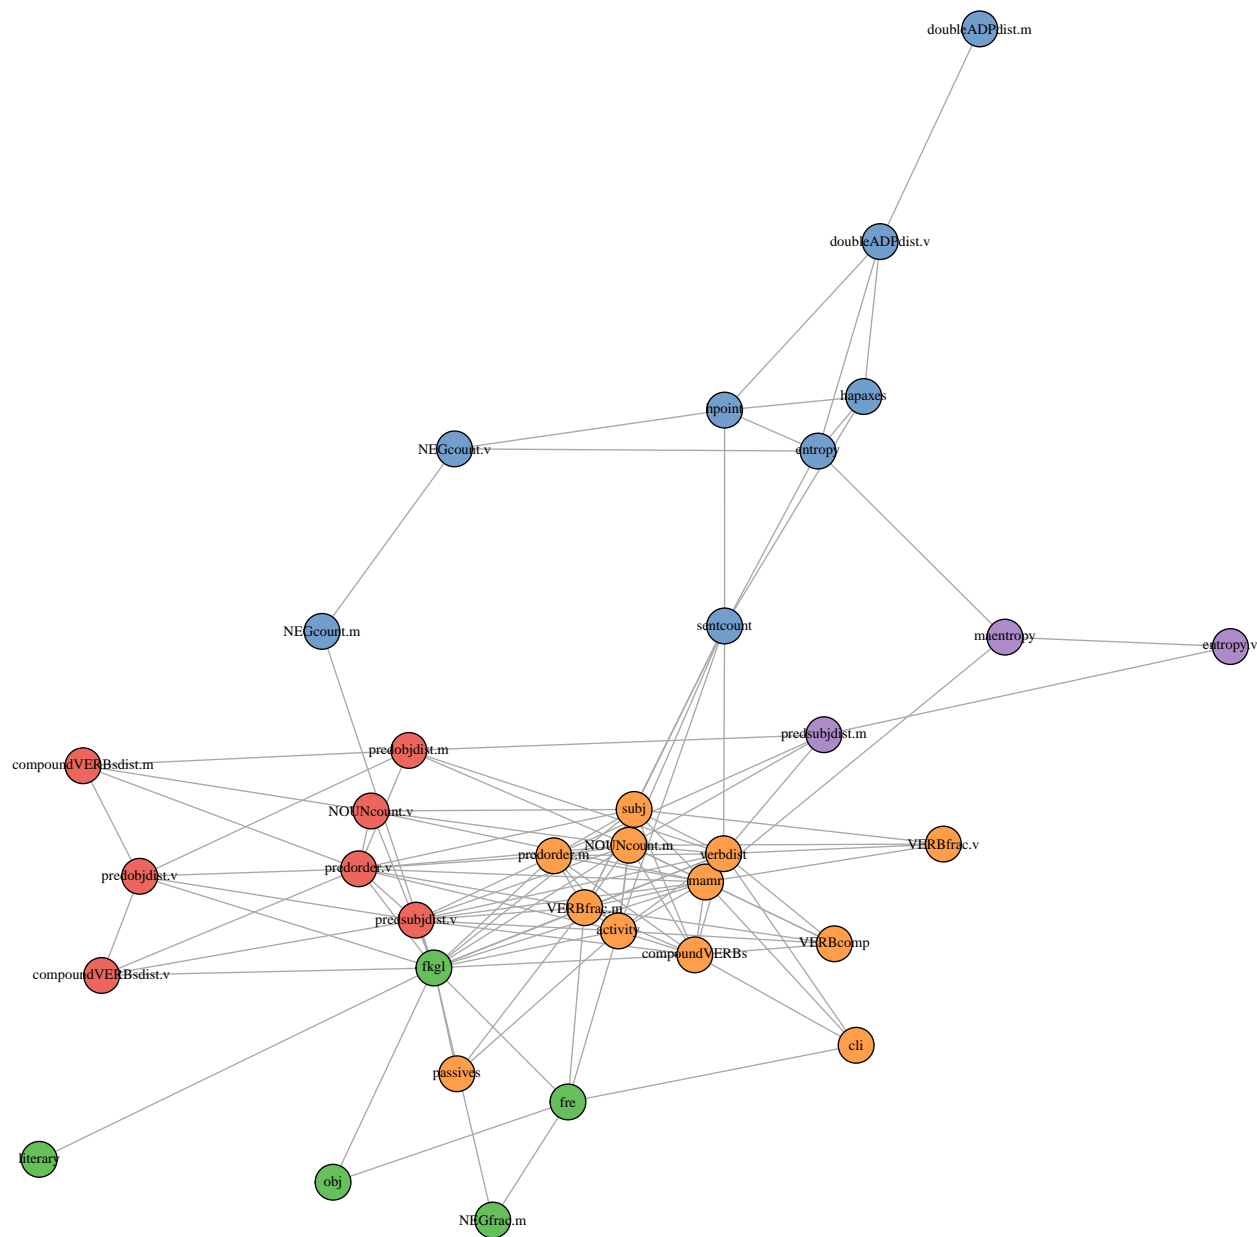 doubleADPdist.m
doubleADPdist.v
hapaxes
hpoint
NEGcount.v
entropy
sentcount
NEGcount.m
maentropy
entropy.v
predsubjdist.m
predobjdist.m
compoundVERBsdist.m
subj
NOUNcount.v
NOUNcount.m
VERBfrac.v
verbdist
predorder.m
predorder.v
predobjdist.v
mamr
VERBfrac.m
predsubjdist.v
activity
VERBcomp
compoundVERBs
fkgl
compoundVERBsdist.v
cli
passives
fre
literary
obj
NEGfrac.m